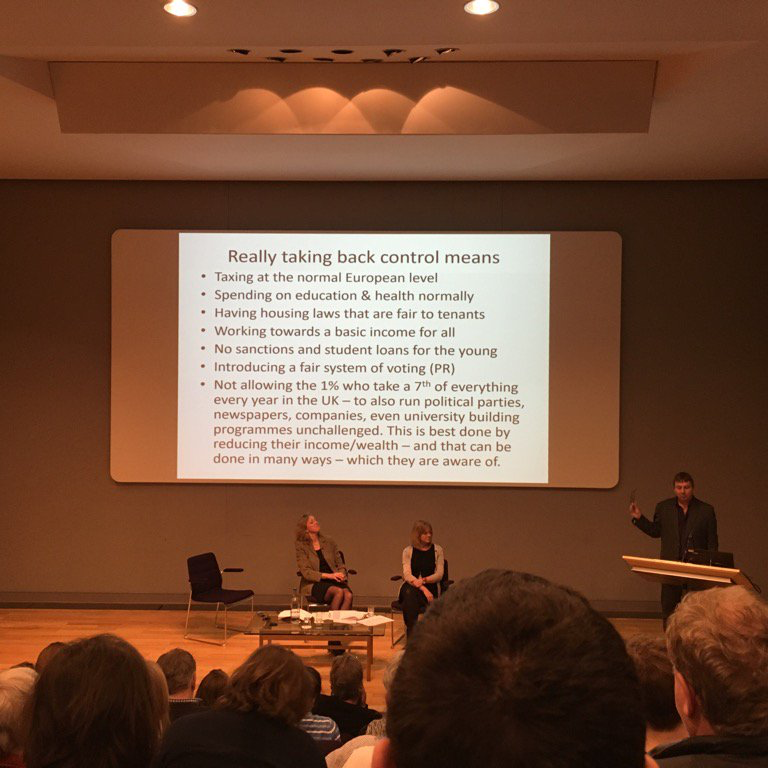 Really taking back control means
• Taxing at the normal European level
• Spending on education & health normally
• Having housing laws that are fair to tenants
• Working towards a basic income for all
• No sanctions and student loans for the young
• Introducing a fair system of voting (PR)
• Not allowing the 1% who take a 7th of everything
every year in the UK – to also run political parties,
newspapers, companies, even university building
programmes unchallenged. This is best done by
reducing their income/wealth – and that can be
done in many ways – which they are aware of.